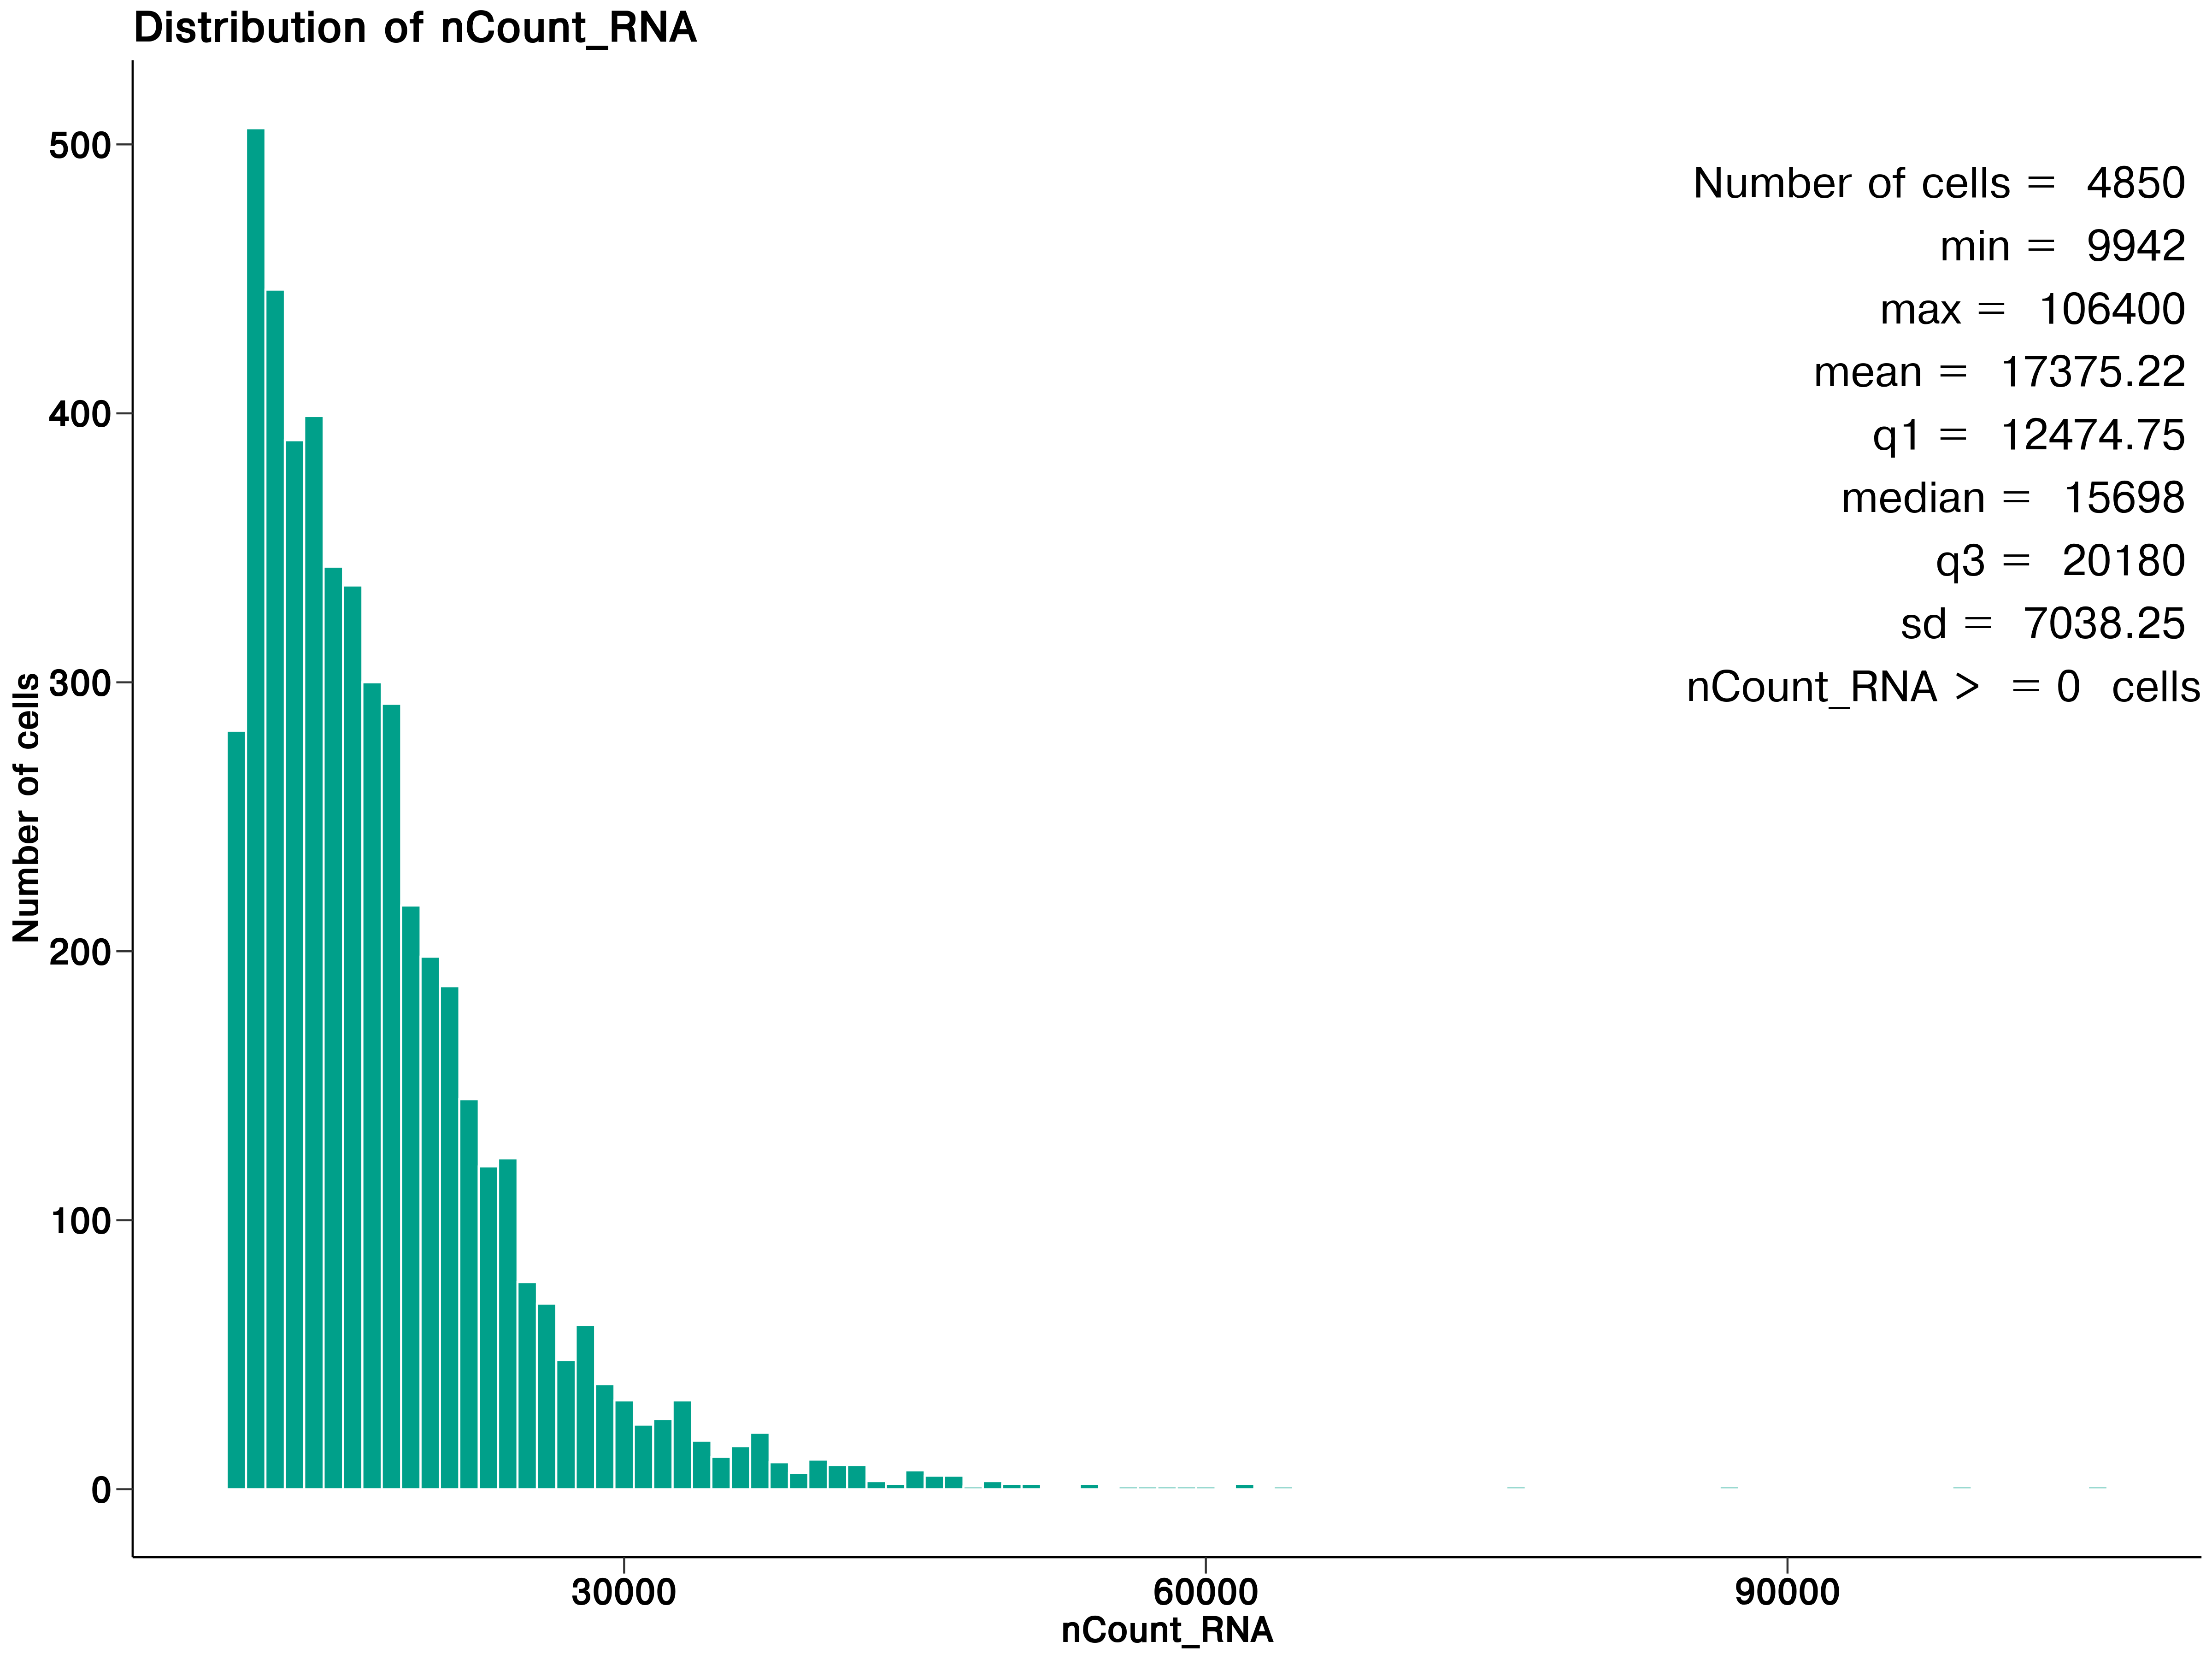 Distribution of nCount_RNA
500
400
300
200
100
0
Number of cells
Number of cells = 4850
min = 9942
max = 106400
mean = 17375.22
q1 = 12474.75
median = 15698
q3 = 20180
sd = 7038.25
nCount_RNA > = 0 cells
30000 60000 90000
nCount_RNA